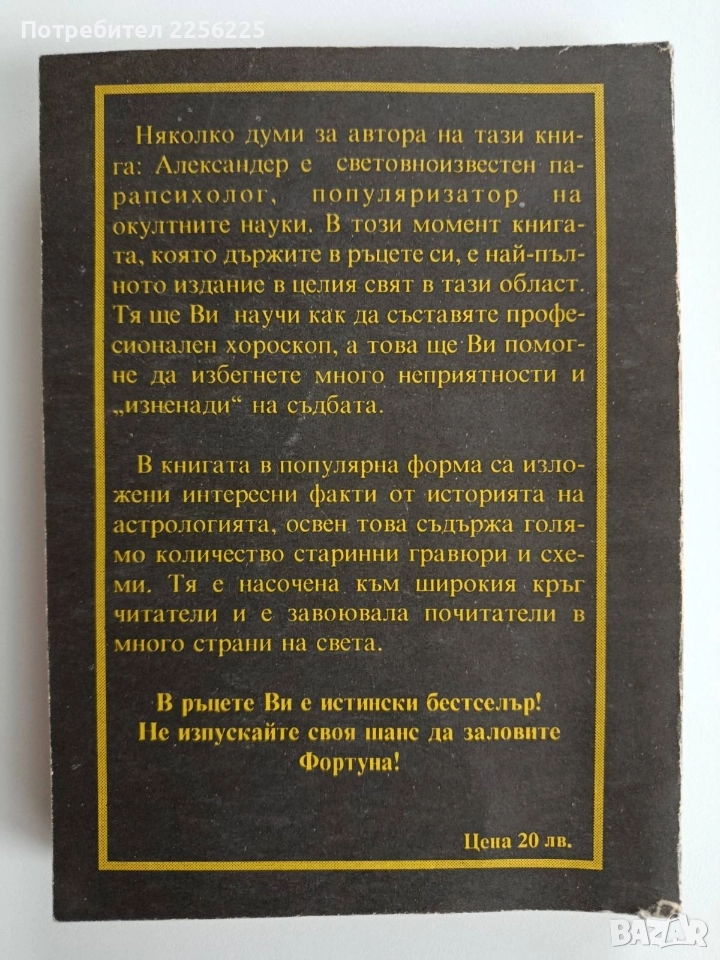 Потребител 2256225
Няколко думи за автора на тази кни-
га: Александер е световноизвестен па-
рапсихолог, популяризатор на
окултните науки. В този момент книга-
та, която държите в ръцете си, е най-пъл-
ното издание в целия свят в тази област.
Тя ще Ви научи как да съставяте профе-
сионален хороскоп, а това ще Ви помог-
не да избегнете много неприятности и
„изненади“ на съдбата.
В книгата в популярна форма са изло-
жени интересни факти от историята на
астрологията, освен това съдържа голя-
мо количество старинни гравюри и схе-
ми. Тя е насочена към широкия кръг
читатели и е завоювала почитатели в
много страни на света.
В ръцете Ви е истински бестселър!
Не изпускайте своя шанс да заловите
Фортуна!
Цена 20 лв.
BAZAR